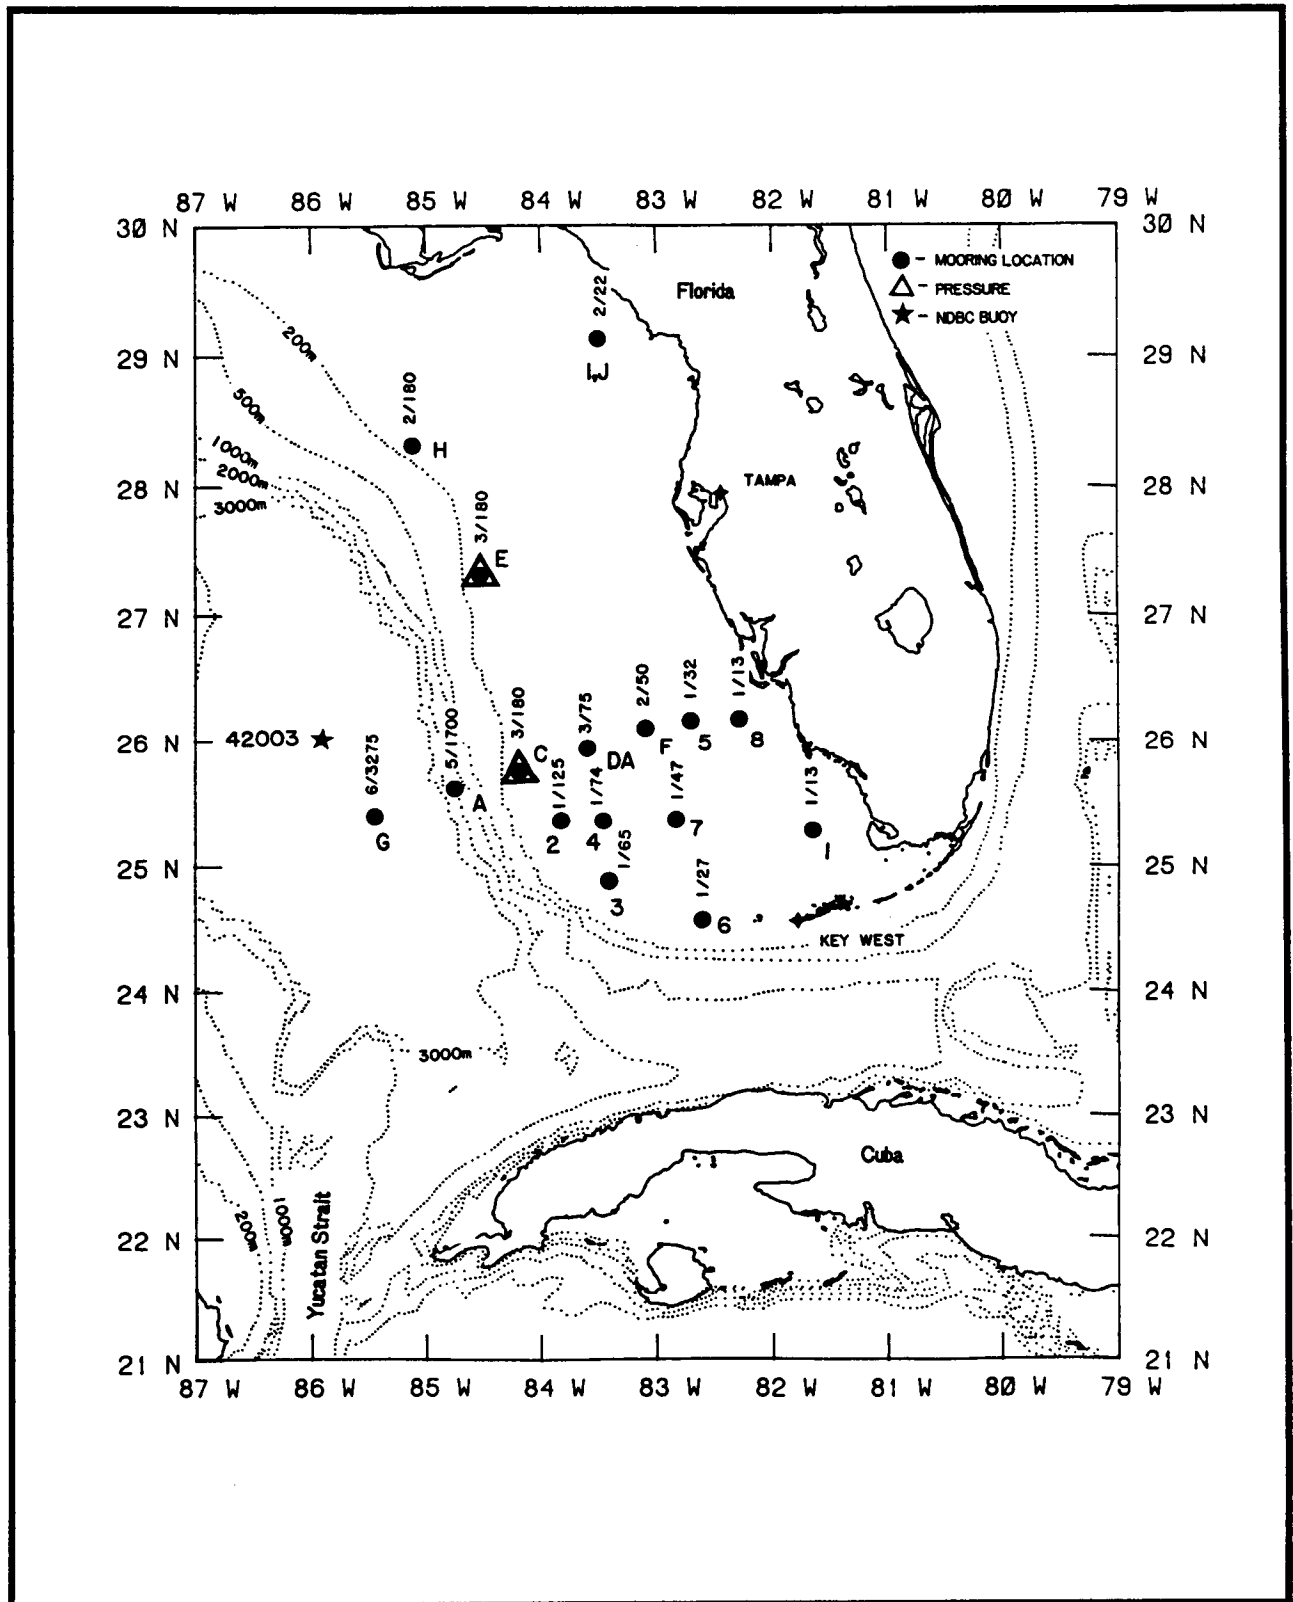 87 W 86 W 85 W 84 W 83 W 82 W 81 W 80 W 79 W
30 N 30 N
● - MOORING LOCATION
△ - PRESSURE
★ - NDBC BUOY
Florida
2/22
I,J
200m
29 N 29 N
500m
2/180
H
1000m
2000m
3000m
28 N 28 N
TAMPA
3/180
E
27 N 27 N
42003
26 N 26 N
6/3275
G
5/1700
A
3/180
C
3/75
DA
2/50
F
1/32
5
1/13
8
1/125
2
1/74
4
1/47
7
1/13
1
1/65
3
1/27
6
25 N 25 N
KEY WEST
24 N 24 N
3000m
23 N 23 N
Cuba
200m
1000m
Yucatan Strait
22 N 22 N
21 N 21 N
87 W 86 W 85 W 84 W 83 W 82 W 81 W 80 W 79 W